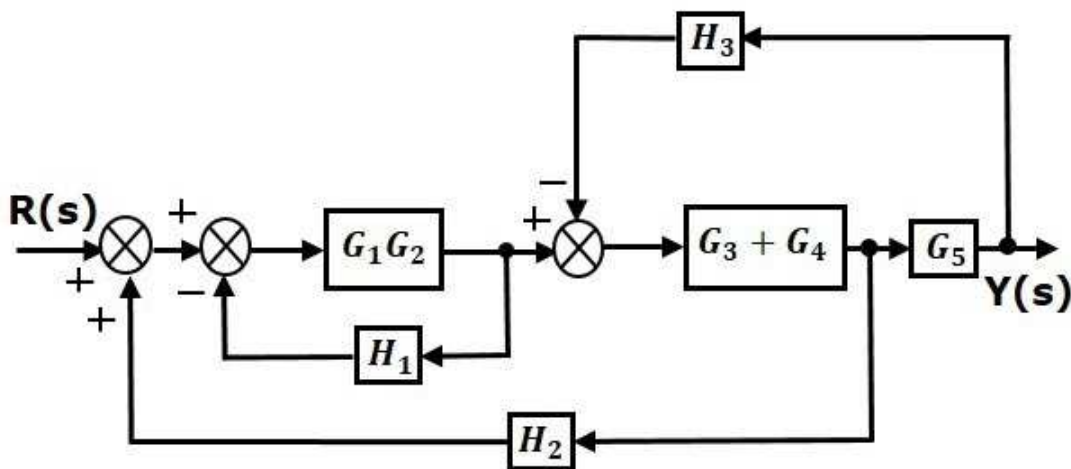 H₃
−
R(s)
+
+
G₁G₂
G₃ + G₄
G₅
+
−
Y(s)
+
H₁
H₂